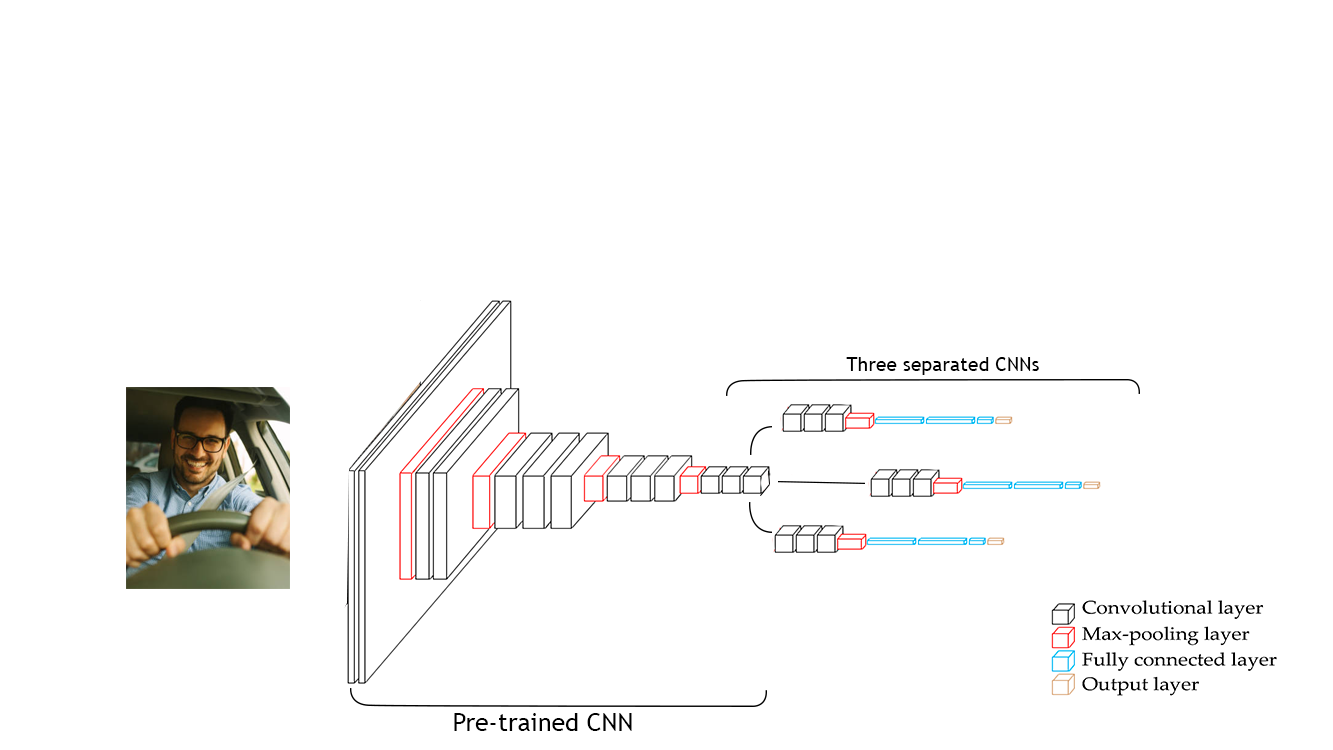 Three separated CNNs
Convolutional layer
Max-pooling layer
Fully connected layer
Output layer
Pre-trained CNN